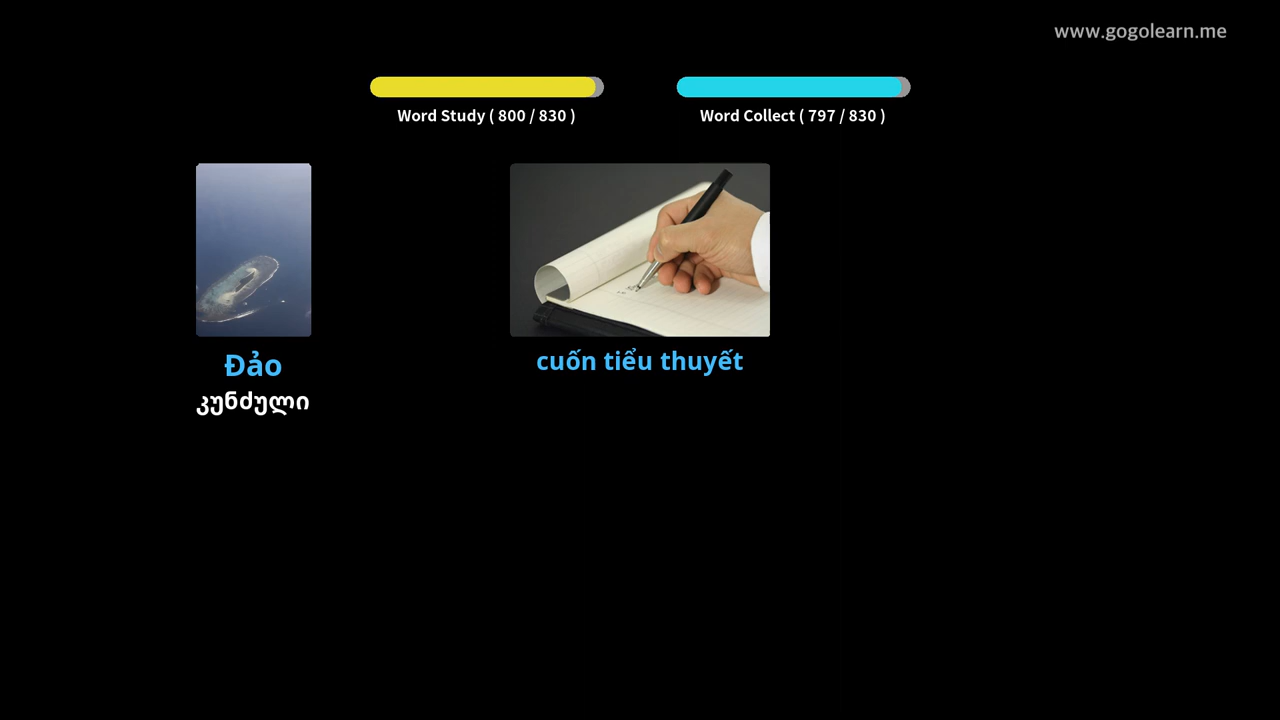 www.gogolearn.me
Word Study ( 800 / 830 )
Word Collect ( 797 / 830 )
Đảo
კუნძული
cuốn tiểu thuyết